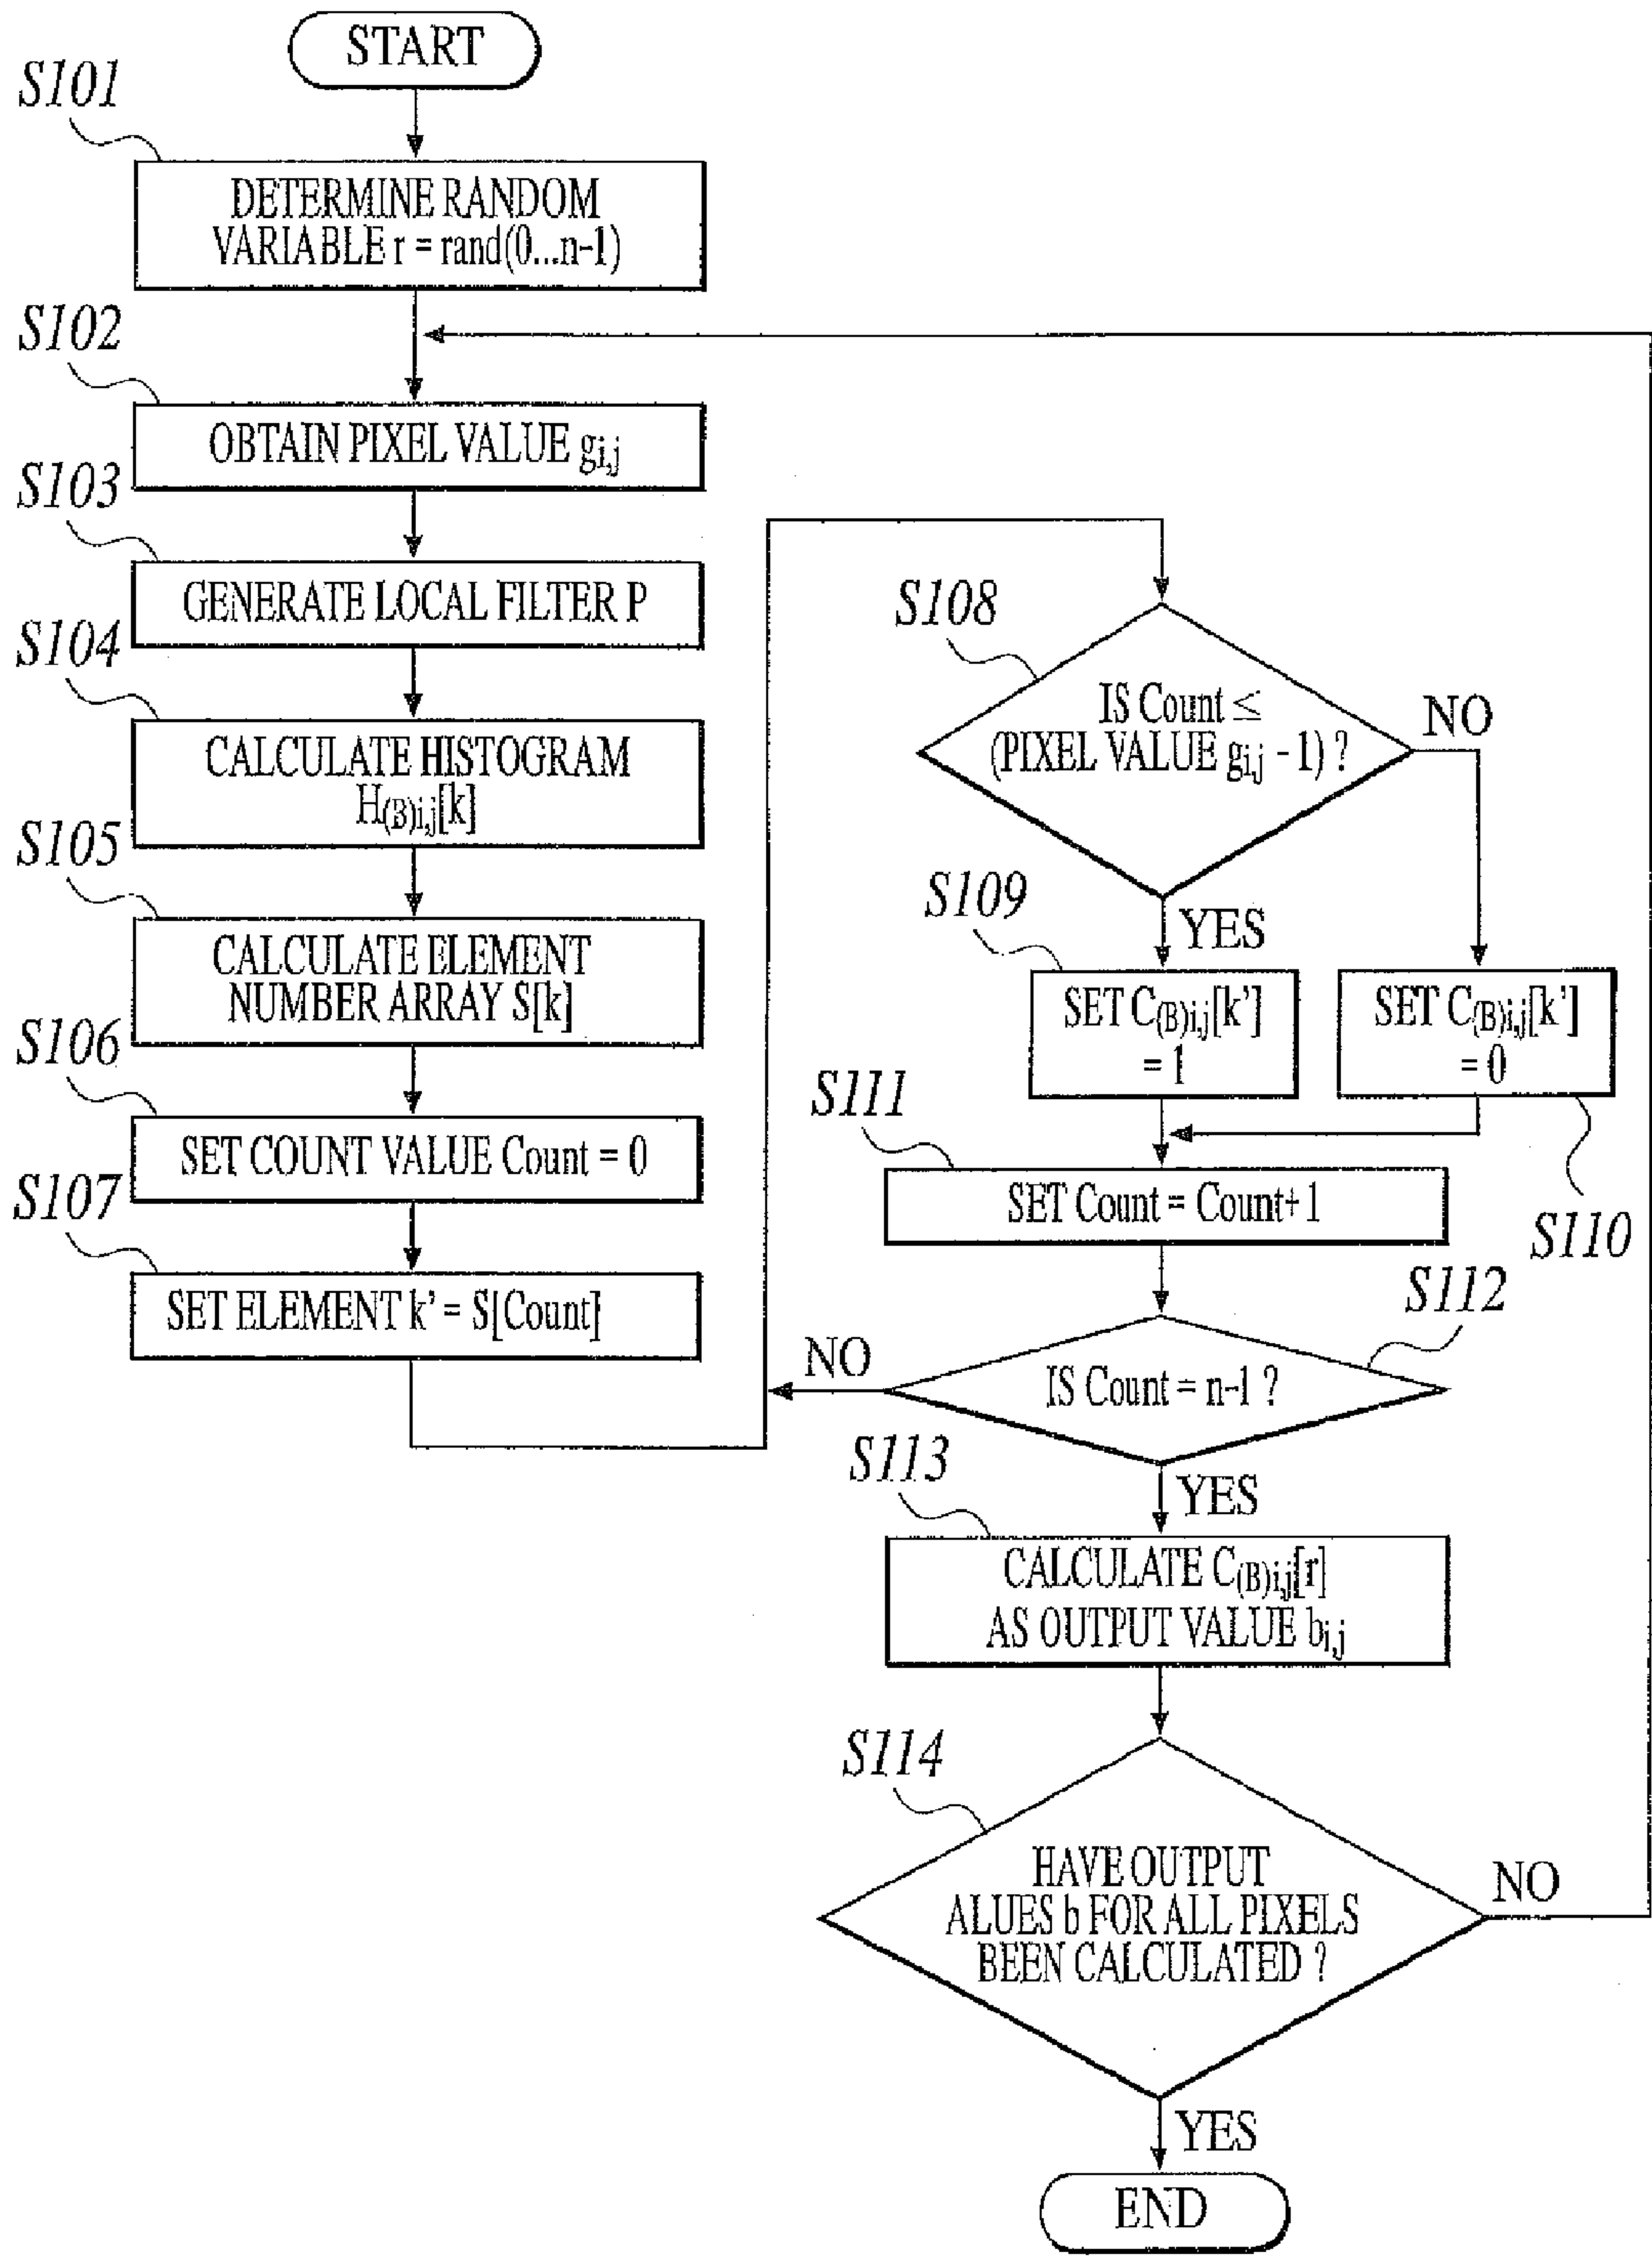 START
S101
DETERMINE RANDOM
VARIABLE r = rand(0...n-1)
S102
OBTAIN PIXEL VALUE gi,j
S103
GENERATE LOCAL FILTER P
S104
CALCULATE HISTOGRAM
H(B)i,j[k]
S105
CALCULATE ELEMENT
NUMBER ARRAY S[k]
S106
SET COUNT VALUE Count = 0
S107
SET ELEMENT k' = S[Count]
S108
IS Count ≤
(PIXEL VALUE gi,j - 1) ?
NO
YES
S109
SET C(B)i,j[k']
= 1
SET C(B)i,j[k']
= 0
S110
S111
SET Count = Count+1
S112
IS Count = n-1 ?
NO
YES
S113
CALCULATE C(B)i,j[r]
AS OUTPUT VALUE bi,j
S114
HAVE OUTPUT
ALUES b FOR ALL PIXELS
BEEN CALCULATED ?
NO
YES
END